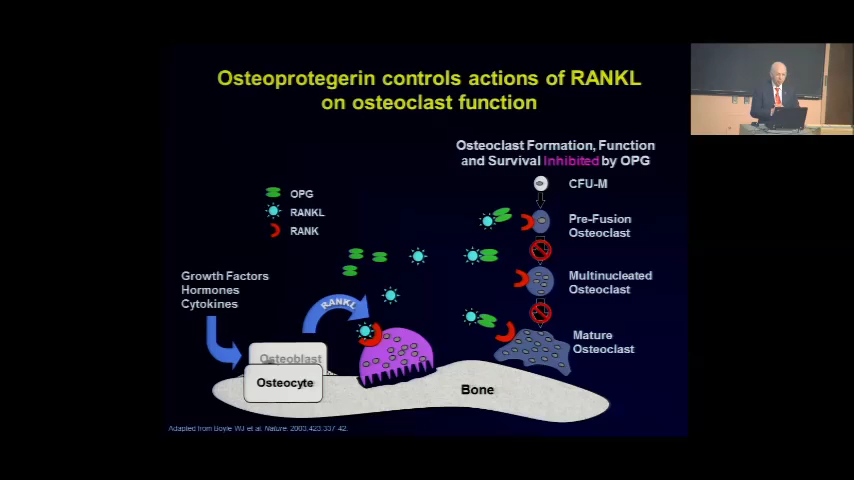 Osteoprotegerin controls actions of RANKL
on osteoclast function
Osteoclast Formation, Function
and Survival Inhibited by OPG
OPG
RANKL
RANK
CFU-M
Pre-Fusion
Osteoclast
Multinucleated
Osteoclast
Mature
Osteoclast
Growth Factors
Hormones
Cytokines
RANKL
Osteoblast
Osteocyte
Bone
Adapted from Boyle WJ et al. Nature. 2003;423:337-42.